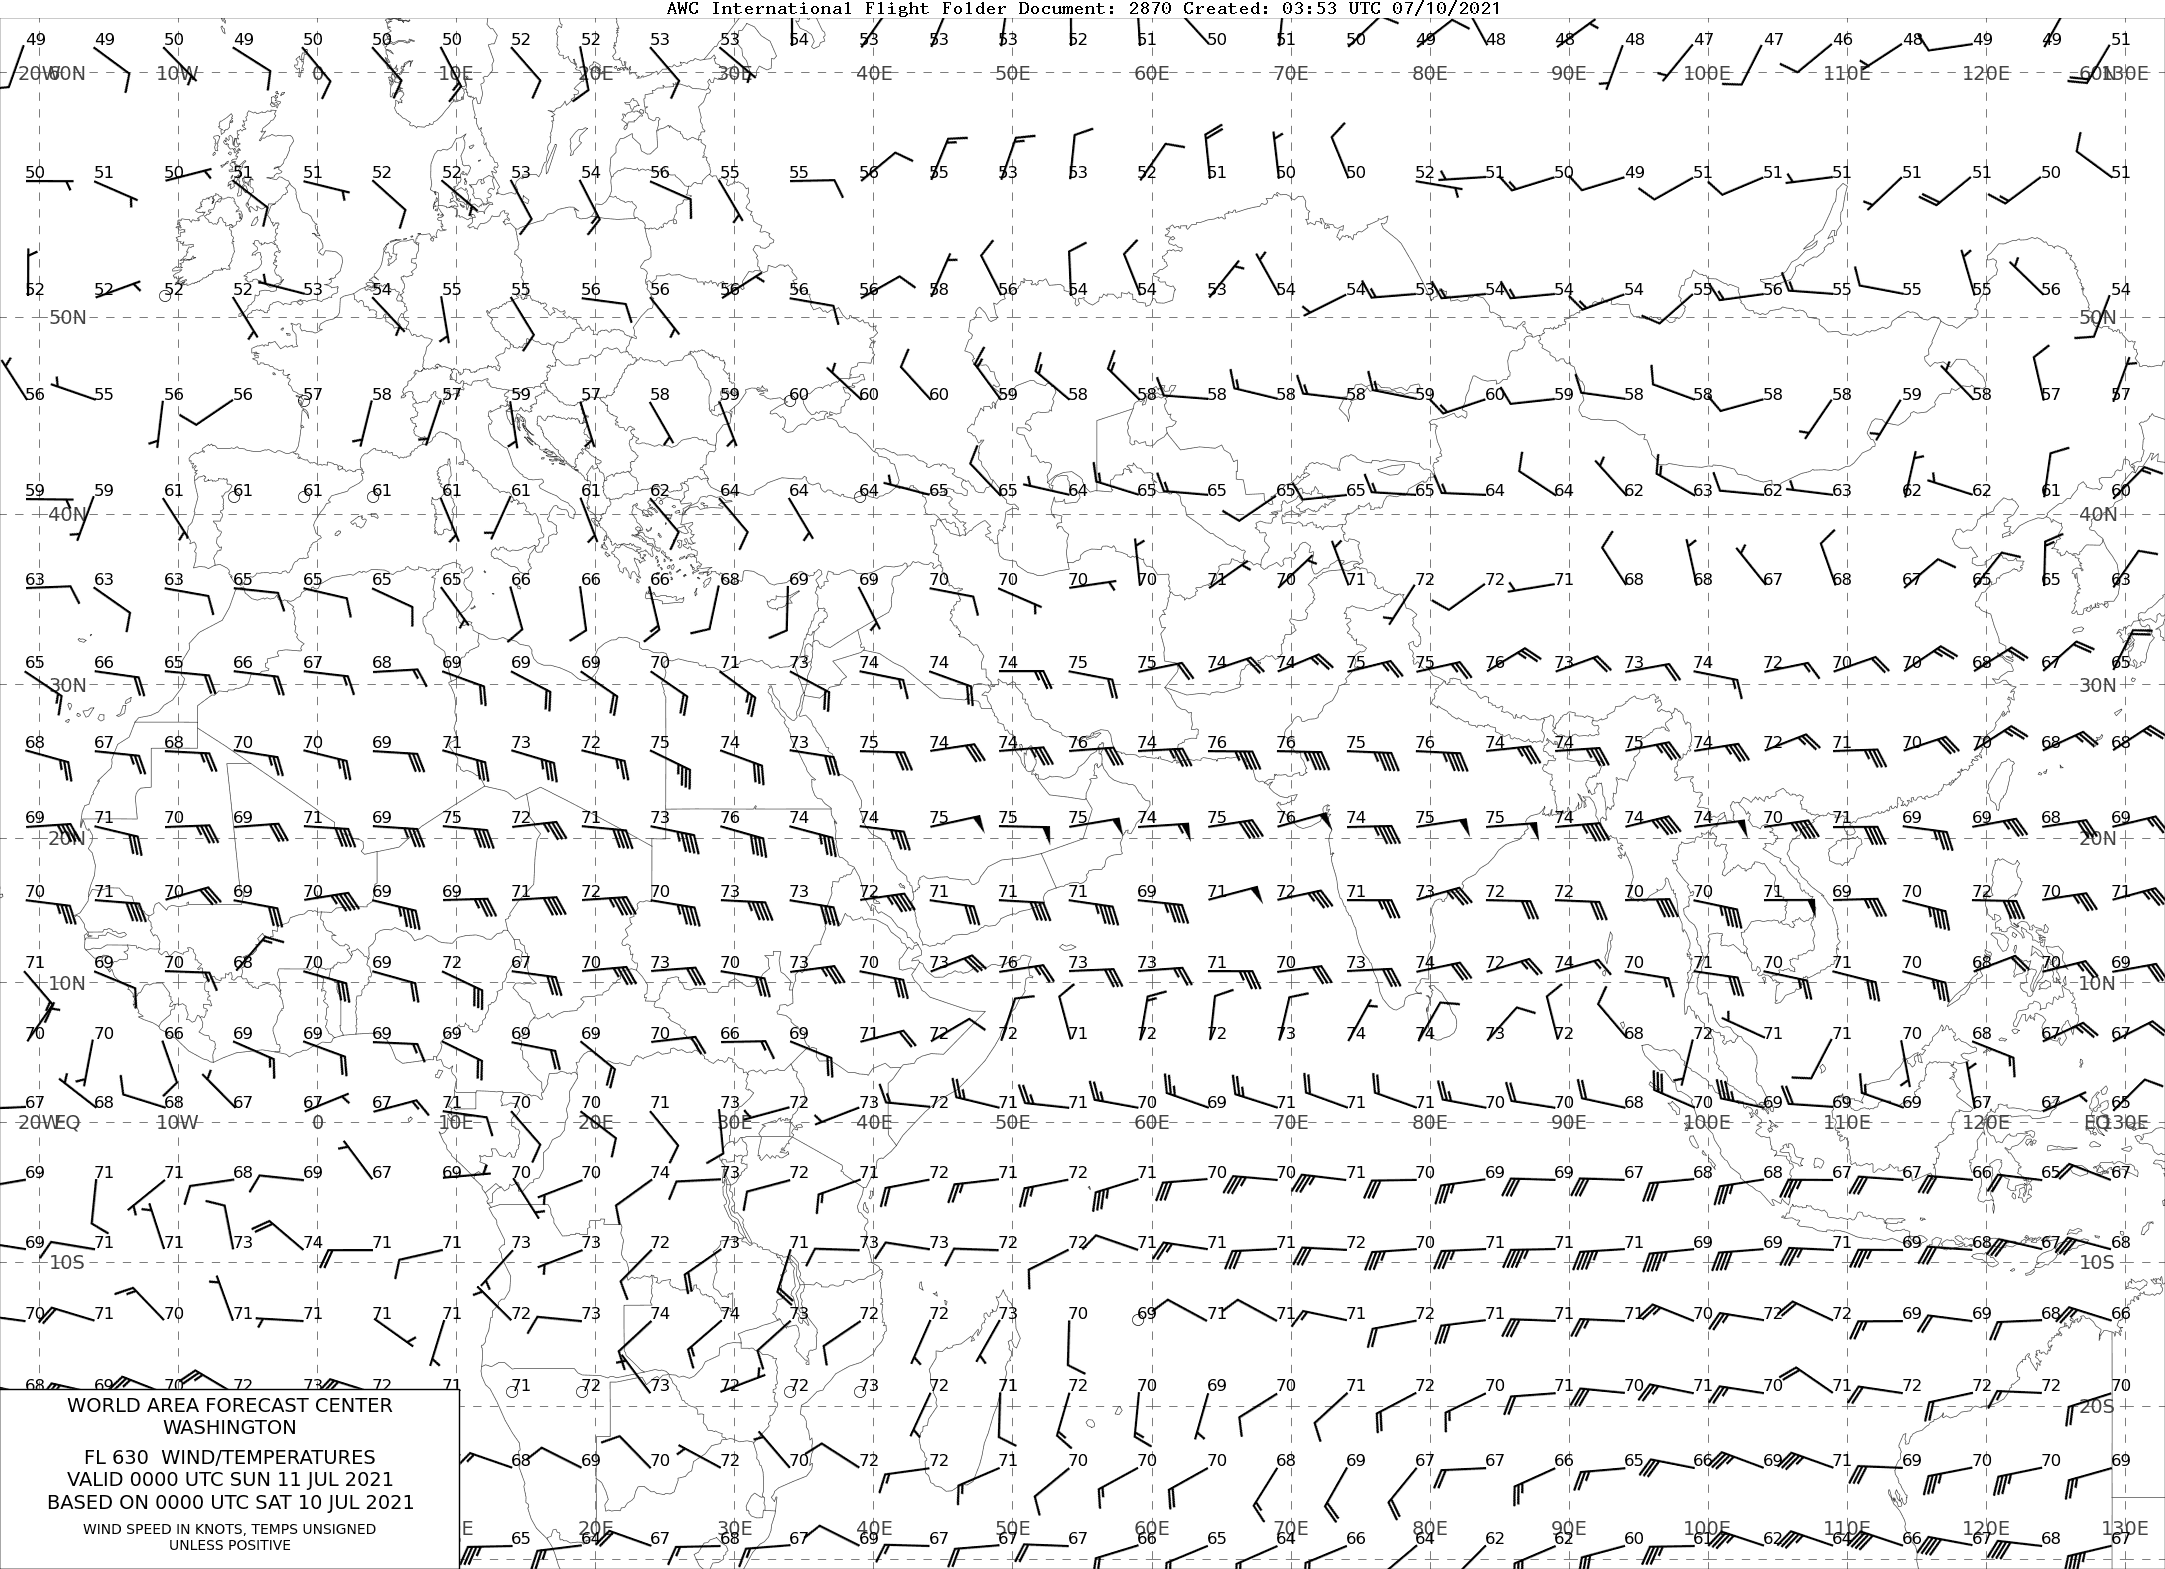 AWC International Flight Folder Document: 2870 Created: 03:53 UTC 07/10/2021
49 49 50 49 50 50 50 52 52 53 53 54 53 53 53 52 51 50 51 50 49 48 48 48 47 47 46 48 49 49 51
20W 60N 10W 0 10E 20E 30E 40E 50E 60E 70E 80E 90E 100E 110E 120E 60N 130E
50 51 50 51 51 52 52 53 54 56 55 55 56 55 53 53 52 51 50 50 52 51 50 49 51 51 51 51 51 50 51
52 52 52 52 53 54 55 55 56 56 56 56 56 58 56 54 54 53 54 54 53 54 54 54 55 56 55 55 55 56 54
50N 50N
56 55 56 56 57 58 57 59 57 58 59 60 60 60 59 58 58 58 58 58 59 60 59 58 58 58 58 59 58 57 57
59 59 61 61 61 61 61 61 61 62 64 64 64 65 65 64 65 65 65 65 65 64 64 62 63 62 63 62 62 61 60
40N 40N
63 63 63 65 65 65 65 66 66 66 68 69 69 70 70 70 70 71 70 71 72 72 71 68 68 67 68 67 65 65 63
65 66 65 66 67 68 69 69 69 70 71 73 74 74 74 75 75 74 74 75 75 76 73 73 74 72 70 70 68 67 65
30N 30N
68 67 68 70 70 69 71 73 72 75 74 73 75 74 74 76 74 76 76 75 76 74 74 75 74 72 71 70 70 68 68
69 71 70 69 71 69 75 72 71 73 76 74 74 75 75 75 74 75 76 74 75 75 74 74 74 70 71 69 69 68 69
20N 20N
70 71 70 69 70 69 69 71 72 70 73 73 72 71 71 71 69 71 72 71 73 72 72 70 70 71 69 70 72 70 71
71 69 70 68 70 69 72 67 70 73 70 73 70 73 76 73 73 71 70 73 74 72 74 70 71 70 71 70 68 70 69
10N 10N
70 70 66 69 69 69 69 69 69 70 66 69 71 72 72 71 72 72 73 74 74 73 72 68 72 71 71 70 68 67 67
67 68 68 67 67 67 71 70 70 71 73 72 73 72 71 71 70 69 71 71 71 70 70 68 70 69 69 69 67 67 65
20W EQ 10W 0 10E 20E 30E 40E 50E 60E 70E 80E 90E 100E 110E 120E EQ 130E
69 71 71 68 69 67 69 70 70 74 73 72 71 72 71 72 71 70 70 71 70 69 69 67 68 68 67 67 66 65 67
69 71 71 73 74 71 71 73 73 72 73 71 73 73 72 72 71 71 71 72 70 71 71 71 69 69 71 69 68 67 68
10S 10S
70 71 70 71 71 71 71 72 73 74 74 73 72 72 73 70 69 71 71 71 72 71 71 71 70 72 72 69 69 68 66
68 69 70 72 73 72 71 71 72 73 72 72 73 72 71 72 70 69 70 71 72 70 71 70 71 70 71 72 72 72 70
20S 20S
68 69 70 72 70 72 72 71 70 70 70 68 69 67 67 66 65 66 69 71 69 70 70 69
E 20E 30E 40E 50E 60E 70E 80E 90E 100E 110E 120E 130E
65 64 67 68 67 69 67 67 67 66 65 64 66 64 62 62 60 61 62 64 66 67 68 67
WORLD AREA FORECAST CENTER
WASHINGTON
FL 630 WIND/TEMPERATURES
VALID 0000 UTC SUN 11 JUL 2021
BASED ON 0000 UTC SAT 10 JUL 2021
WIND SPEED IN KNOTS, TEMPS UNSIGNED
UNLESS POSITIVE